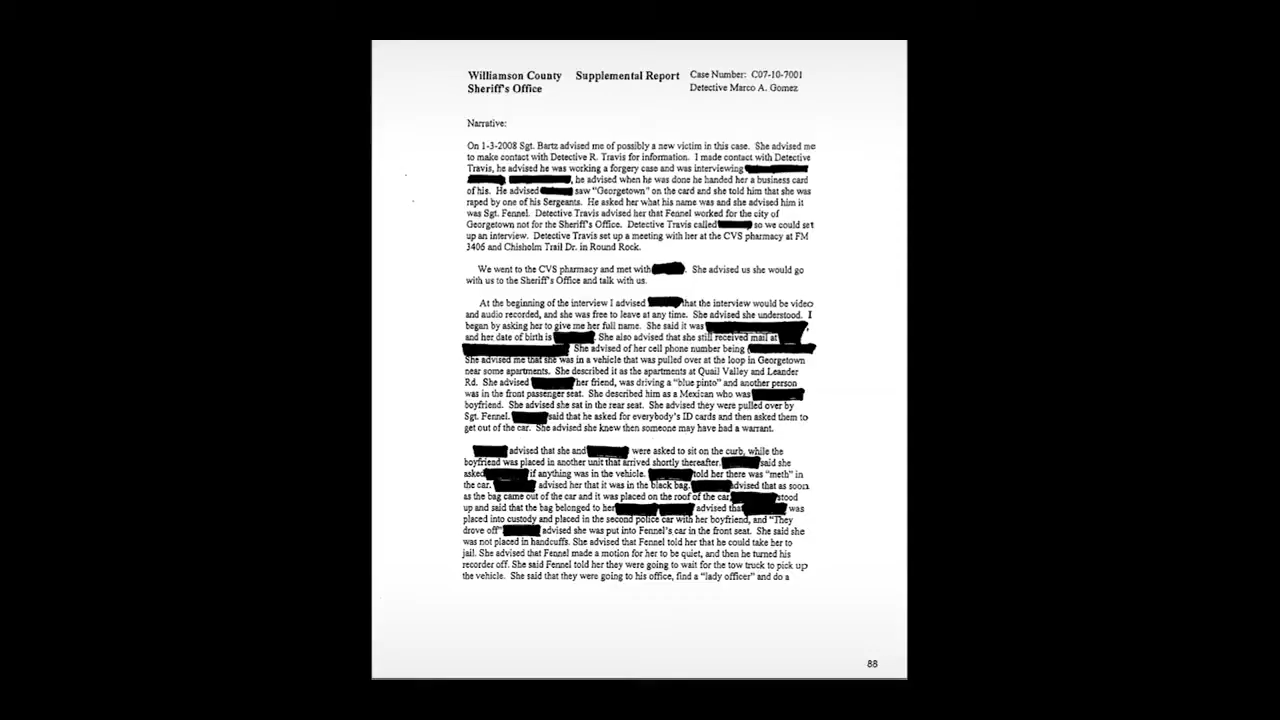 Williamson County Supplemental Report Case Number: C07-10-7001
Sheriff's Office Detective Marco A. Gomez
Narrative:
On 1-3-2008 Sgt. Bartz advised me of possibly a new victim in this case. She advised me
to make contact with Detective R. Travis for information. I made contact with Detective
Travis, he advised he was working a forgery case and was interviewing
, he advised when he was done he handed her a business card
of his. He advised saw "Georgetown" on the card and she told him that she was
raped by one of his Sergeants. He asked her what his name was and she advised him it
was Sgt. Fennel. Detective Travis advised her that Fennel worked for the city of
Georgetown not for the Sheriff's Office. Detective Travis called so we could set
up an interview. Detective Travis set up a meeting with her at the CVS pharmacy at FM
3406 and Chisholm Trail Dr. in Round Rock.
We went to the CVS pharmacy and met with . She advised us she would go
with us to the Sheriff's Office and talk with us.
At the beginning of the interview I advised that the interview would be video
and audio recorded, and she was free to leave at any time. She advised she understood. I
began by asking her to give me her full name. She said it was ,
and her date of birth is . She also advised that she still received mail at
. She advised of her cell phone number being (
She advised me that she was in a vehicle that was pulled over at the loop in Georgetown
near some apartments. She described it as the apartments at Quail Valley and Leander
Rd. She advised her friend, was driving a "blue pinto" and another person
was in the front passenger seat. She described him as a Mexican who was
boyfriend. She advised she sat in the rear seat. She advised they were pulled over by
Sgt. Fennel. said that he asked for everybody's ID cards and then asked them to
get out of the car. She advised she knew then someone may have had a warrant.
advised that she and were asked to sit on the curb, while the
boyfriend was placed in another unit that arrived shortly thereafter. said she
asked if anything was in the vehicle. told her there was "meth" in
the car. advised her that it was in the black bag. advised that as soon
as the bag came out of the car and it was placed on the roof of the car, stood
up and said that the bag belonged to her advised that was
placed into custody and placed in the second police car with her boyfriend, and "They
drove off" advised she was put into Fennel's car in the front seat. She said she
was not placed in handcuffs. She advised that Fennel told her that he could take her to
jail. She advised that Fennel made a motion for her to be quiet, and then he turned his
recorder off. She said Fennel told her they were going to wait for the tow truck to pick up
the vehicle. She said that they were going to his office, find a "lady officer" and do a
88